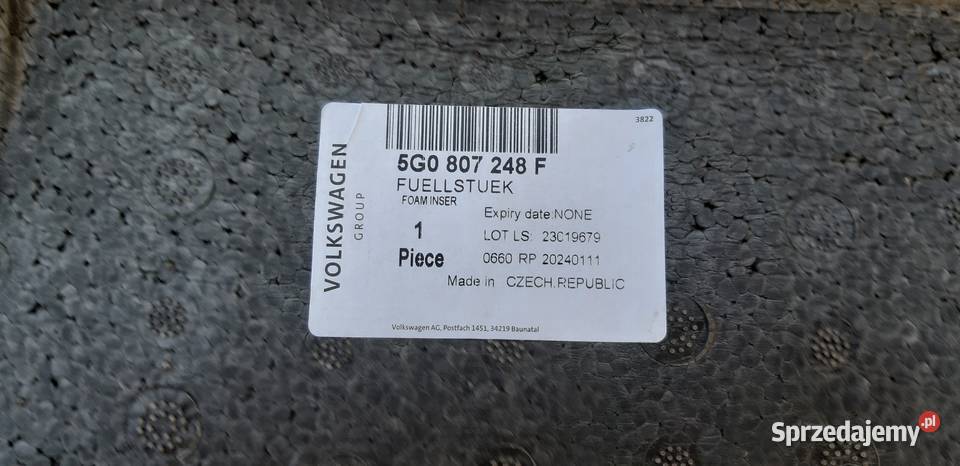 3822
VOLKSWAGEN
GROUP
5G0 807 248 F
FUELLSTUEK
FOAM INSER
1
Piece
Expiry date:NONE
LOT LS: 23019679
0660 RP 20240111
Made in CZECH.REPUBLIC
Volkswagen AG, Postfach 1451, 34219 Baunatal
Sprzedajemy.pl